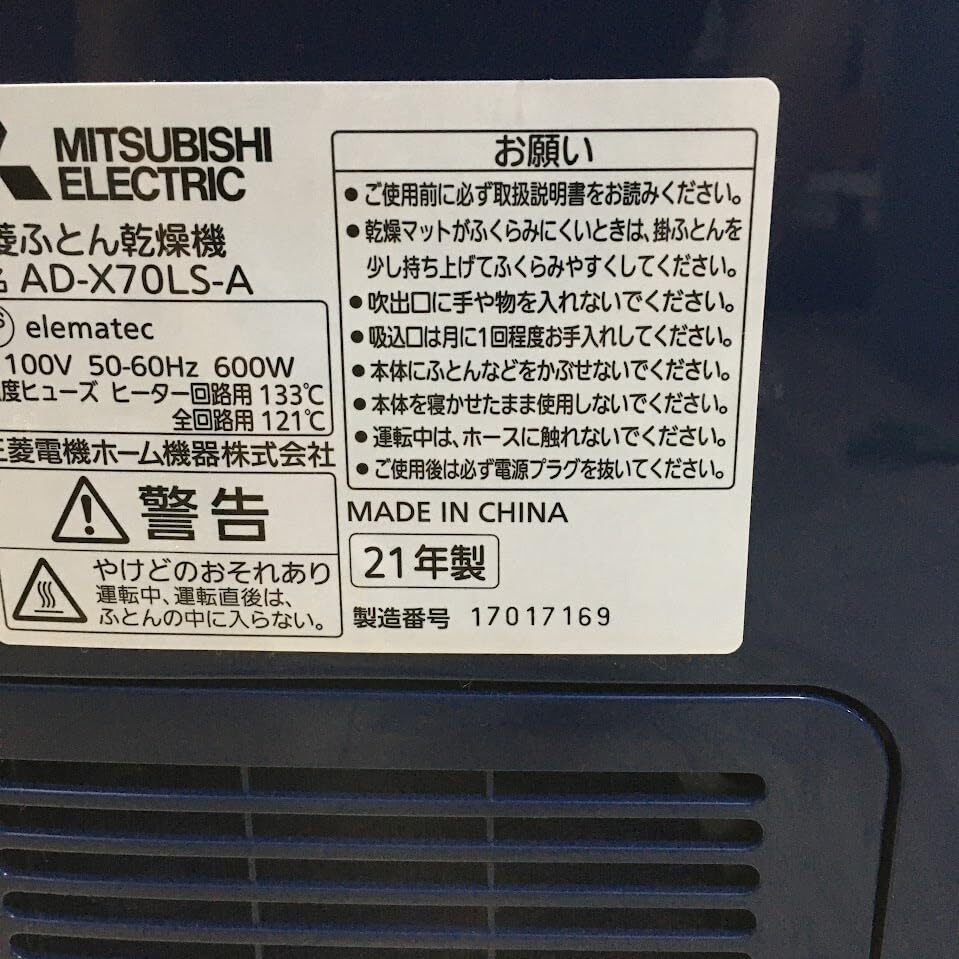 MITSUBISHI
ELECTRIC
菱ふとん乾燥機
AD-X70LS-A
elematec
100V 50-60Hz 600W
度ヒューズ ヒーター回路用 133℃
全回路用 121℃
三菱電機ホーム機器株式会社
警告
やけどのおそれあり
運転中、運転直後は、
ふとんの中に入らない。
お願い
●ご使用前に必ず取扱説明書をお読みください。
●乾燥マットがふくらみにくいときは、掛ふとんを
少し持ち上げてふくらみやすくしてください。
●吹出口に手や物を入れないでください。
●吸込口は月に1回程度お手入れしてください。
●本体にふとんなどをかぶせないでください。
●本体を寝かせたまま使用しないでください。
●運転中は、ホースに触れないでください。
●ご使用後は必ず電源プラグを抜いてください。
MADE IN CHINA
21年製
製造番号 17017169